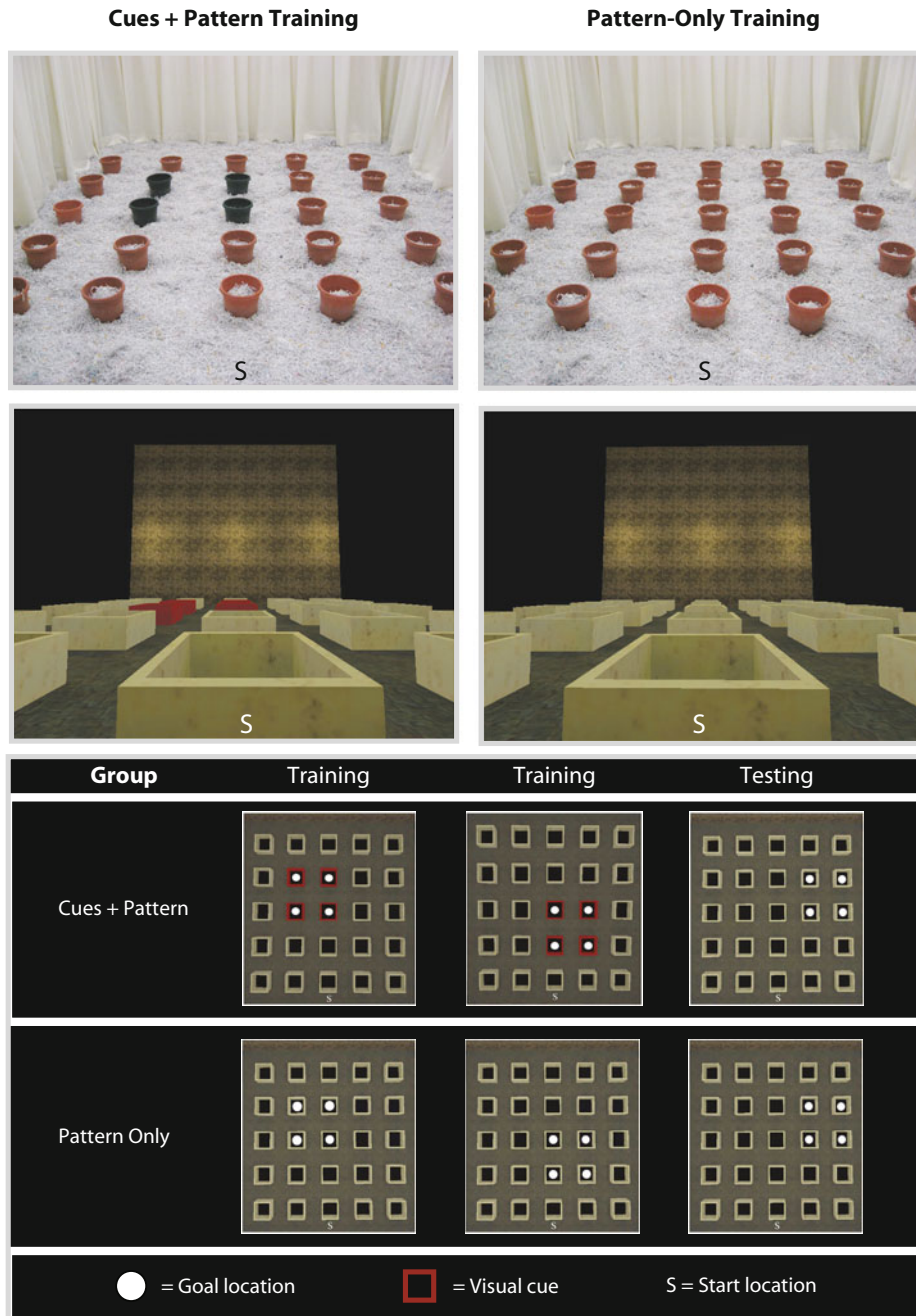 Cues + Pattern Training Pattern-Only Training
S S
S S
Group Training Training Testing
Cues + Pattern
S S S
Pattern Only
S S S
= Goal location = Visual cue S = Start location